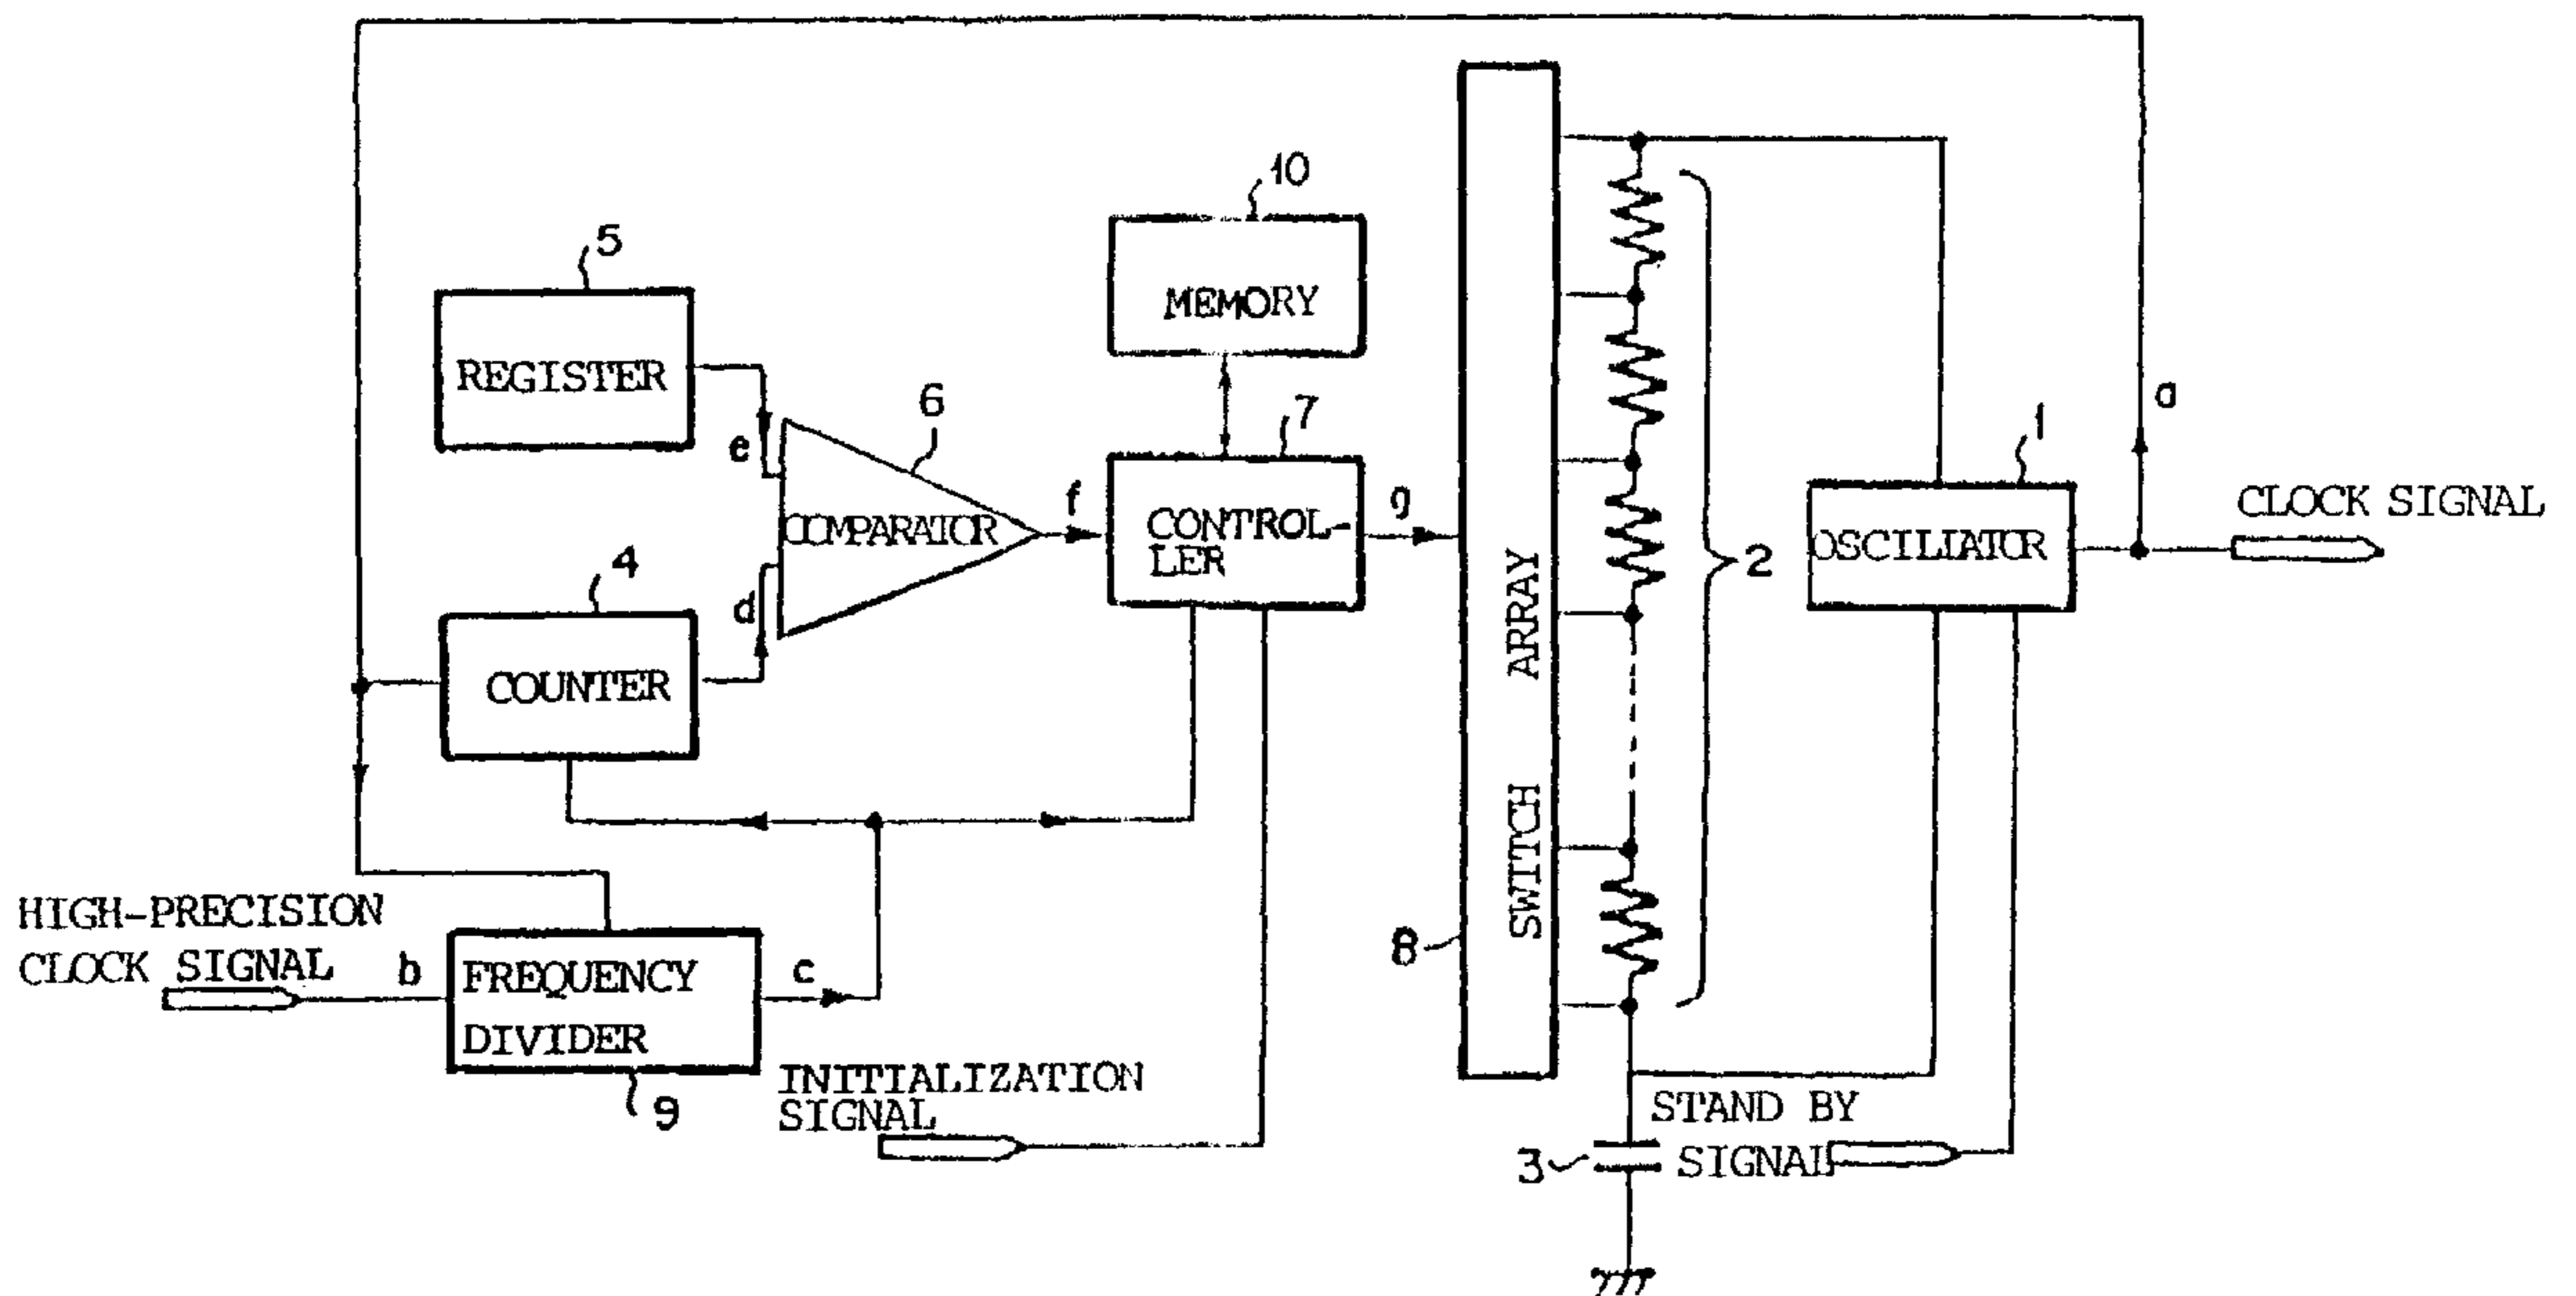 10
5
MEMORY
REGISTER
6
7
e
a
1
COMPARATOR
f
CONTROL-
LER
g
2
OSCILIATOR
CLOCK SIGNAL
4
d
COUNTER
SWITCH ARRAY
8
HIGH-PRECISION
CLOCK SIGNAL
b
FREQUENCY
DIVIDER
c
9
INITIALIZATION
SIGNAL
STAND BY
SIGNAL
3